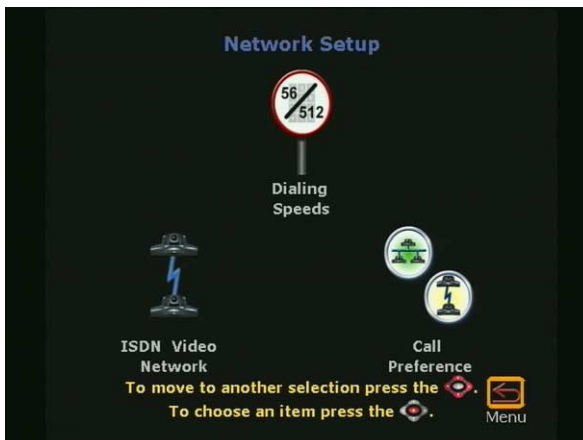 Network Setup
56
512
Dialing
Speeds
ISDN Video
Network
Call
Preference
To move to another selection press the .
To choose an item press the .
Menu